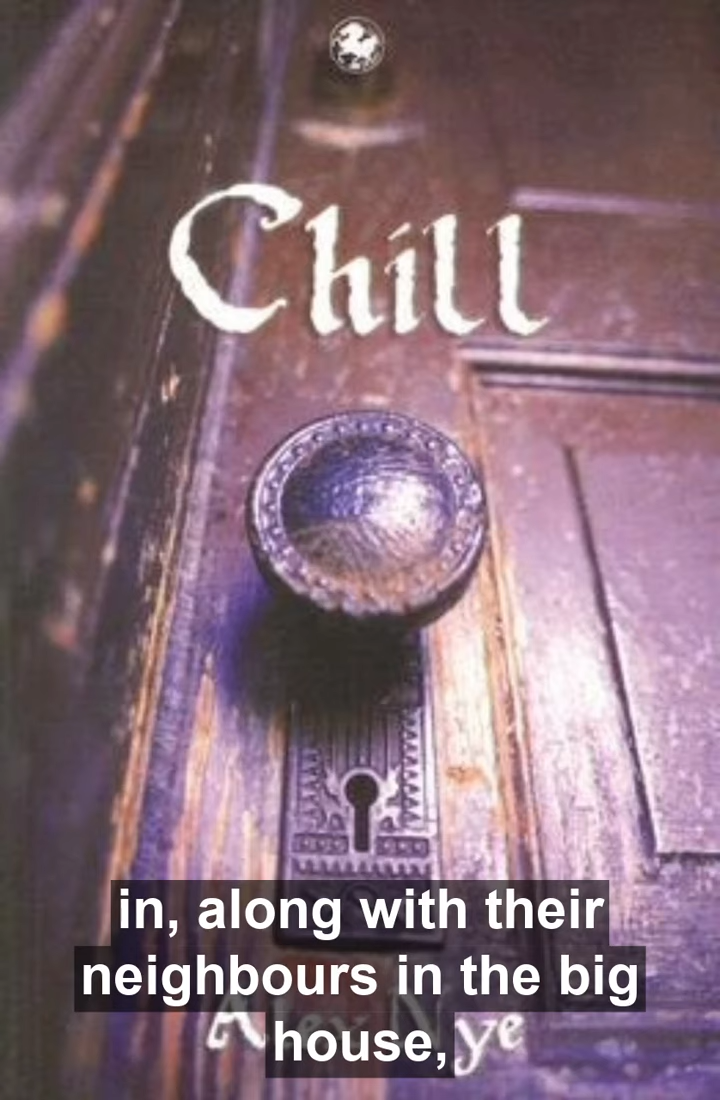 Chill
in, along with their
neighbours in the big
house,